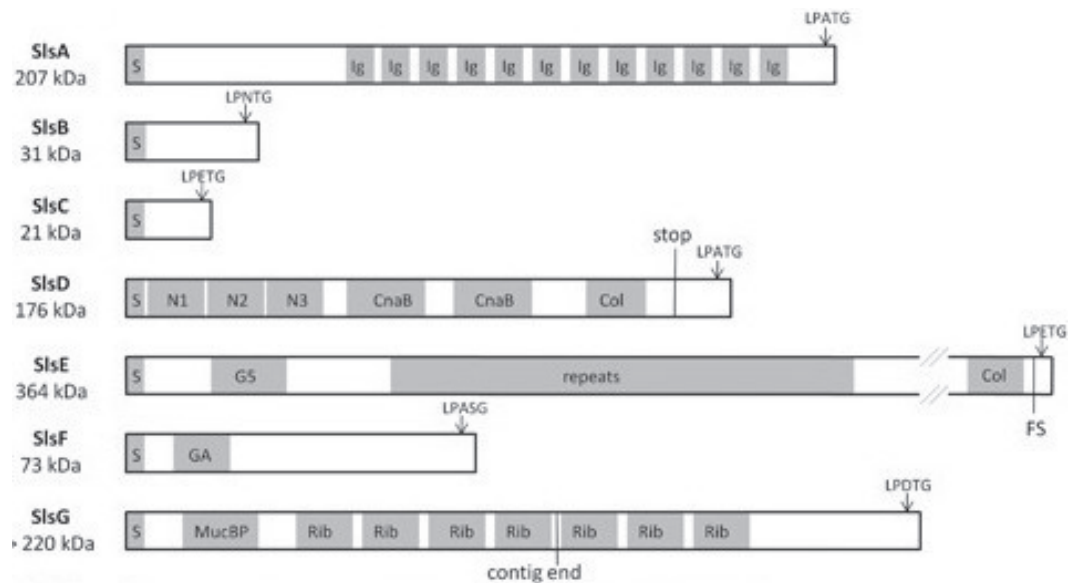 LPATG
SlsA
207 kDa
S Ig Ig Ig Ig Ig Ig Ig Ig Ig Ig Ig Ig
LPNTG
SlsB
31 kDa
S
LPETG
SlsC
21 kDa
S
stop
LPATG
SlsD
176 kDa
S N1 N2 N3 CnaB CnaB Col
LPETG
SlsE
364 kDa
S GS repeats // Col
FS
LPASG
SlsF
73 kDa
S GA
LPDTG
SlsG
> 220 kDa
S MucBP Rib Rib Rib Rib Rib Rib Rib
contig end